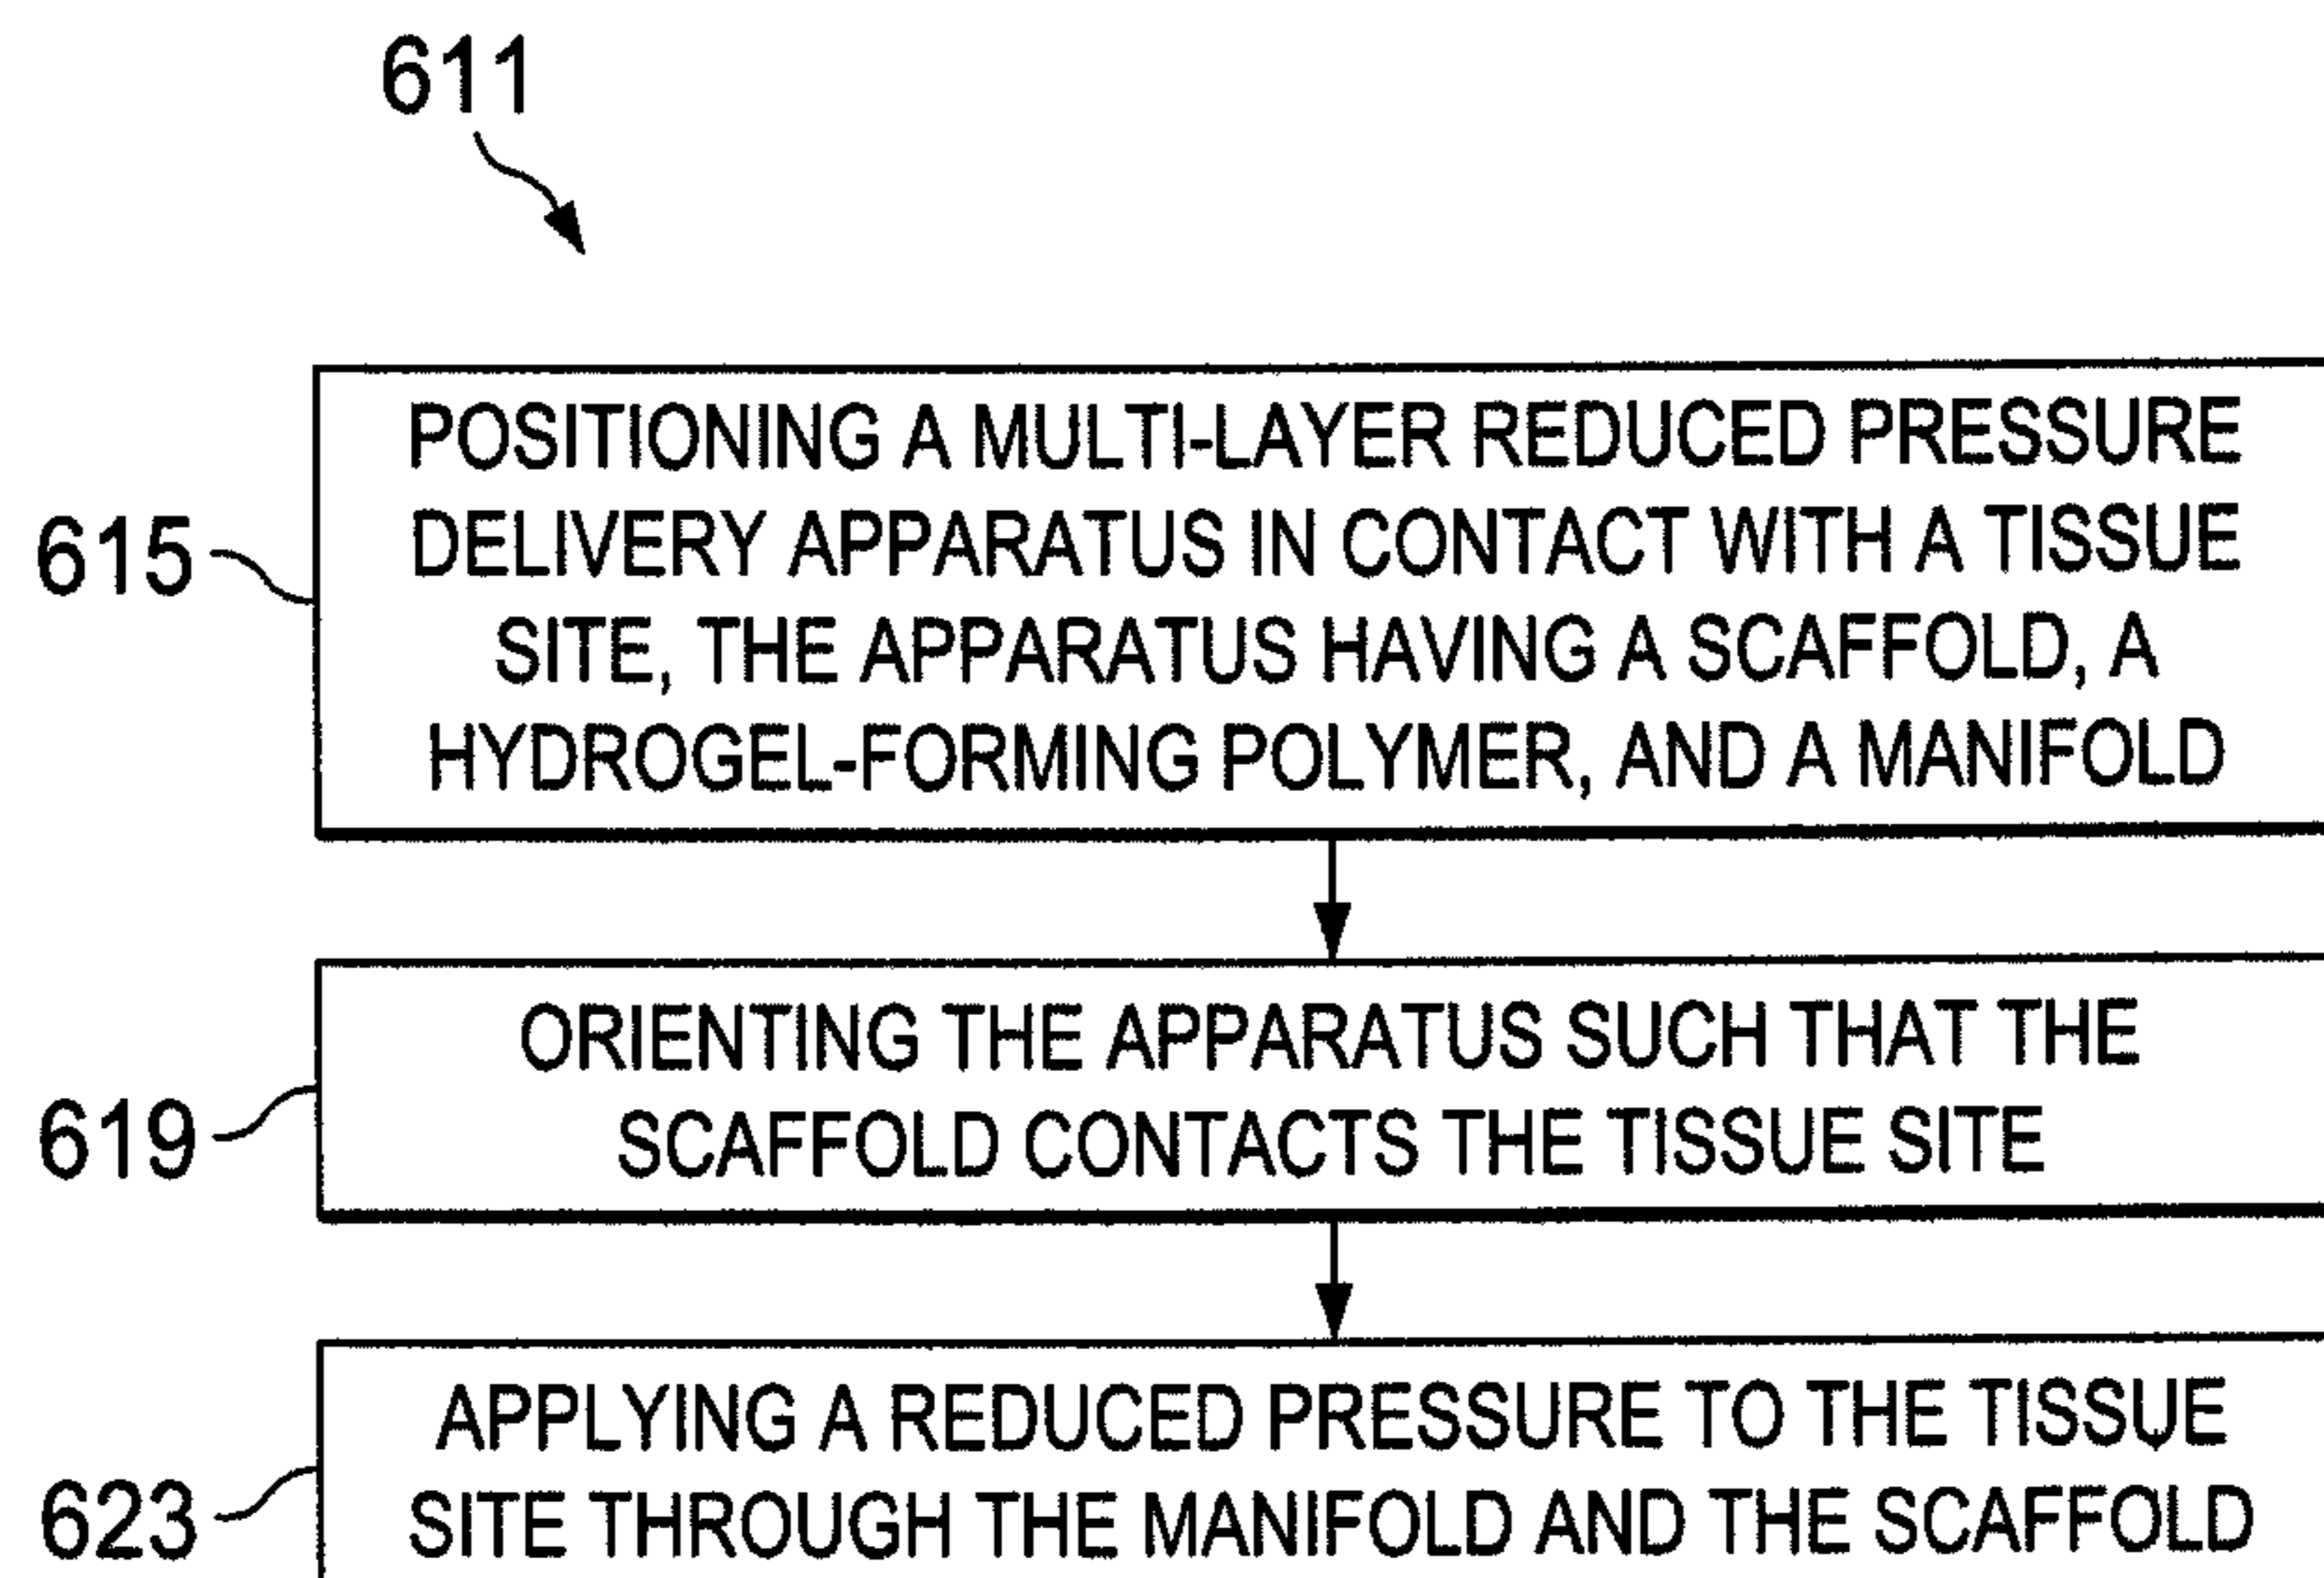 611
615
POSITIONING A MULTI-LAYER REDUCED PRESSURE
DELIVERY APPARATUS IN CONTACT WITH A TISSUE
SITE, THE APPARATUS HAVING A SCAFFOLD, A
HYDROGEL-FORMING POLYMER, AND A MANIFOLD
619
ORIENTING THE APPARATUS SUCH THAT THE
SCAFFOLD CONTACTS THE TISSUE SITE
623
APPLYING A REDUCED PRESSURE TO THE TISSUE
SITE THROUGH THE MANIFOLD AND THE SCAFFOLD